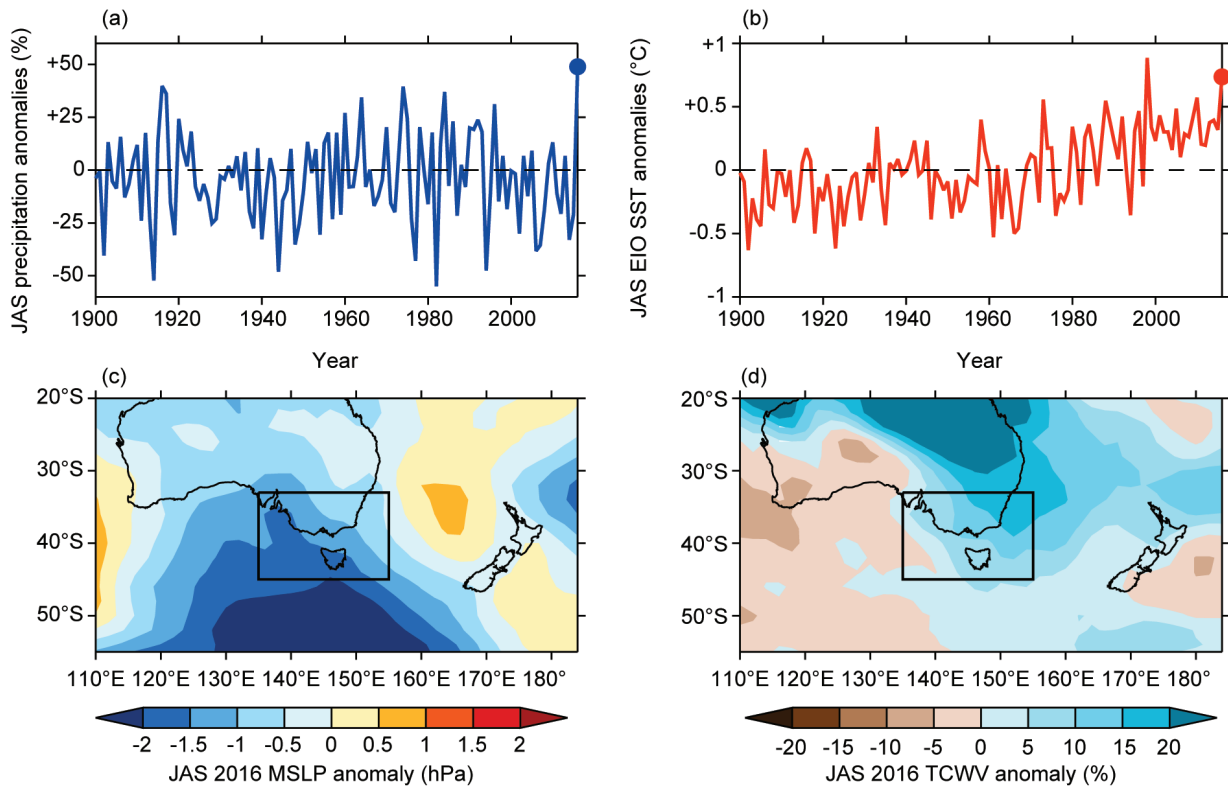 (a)
JAS precipitation anomalies (%)
+50
+25
0
-25
-50
1900 1920 1940 1960 1980 2000
Year
(b)
JAS EIO SST anomalies (°C)
+1
+0.5
0
-0.5
-1
1900 1920 1940 1960 1980 2000
Year
(c)
20°S
30°S
40°S
50°S
110°E 120°E 130°E 140°E 150°E 160°E 170°E 180°
-2 -1.5 -1 -0.5 0 0.5 1 1.5 2
JAS 2016 MSLP anomaly (hPa)
(d)
20°S
30°S
40°S
50°S
110°E 120°E 130°E 140°E 150°E 160°E 170°E 180°
-20 -15 -10 -5 0 5 10 15 20
JAS 2016 TCWV anomaly (%)